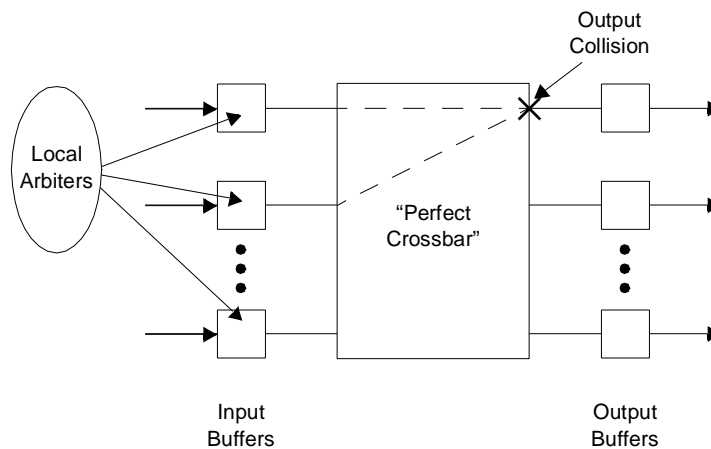 Output
Collision
Local
Arbiters
“Perfect
Crossbar”
Input
Buffers
Output
Buffers